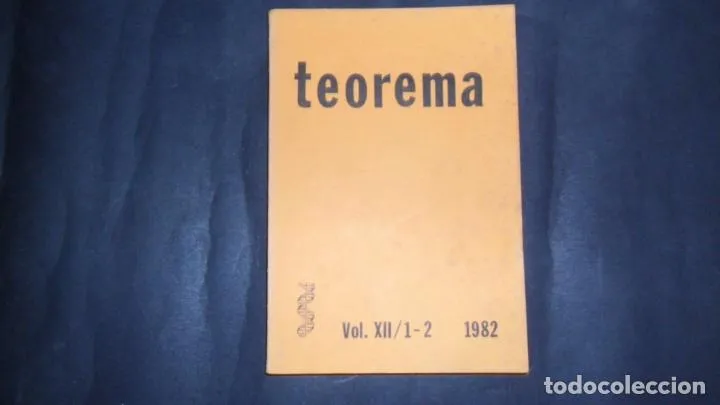 teorema
Vol. XII/1-2 1982
todocoleccion